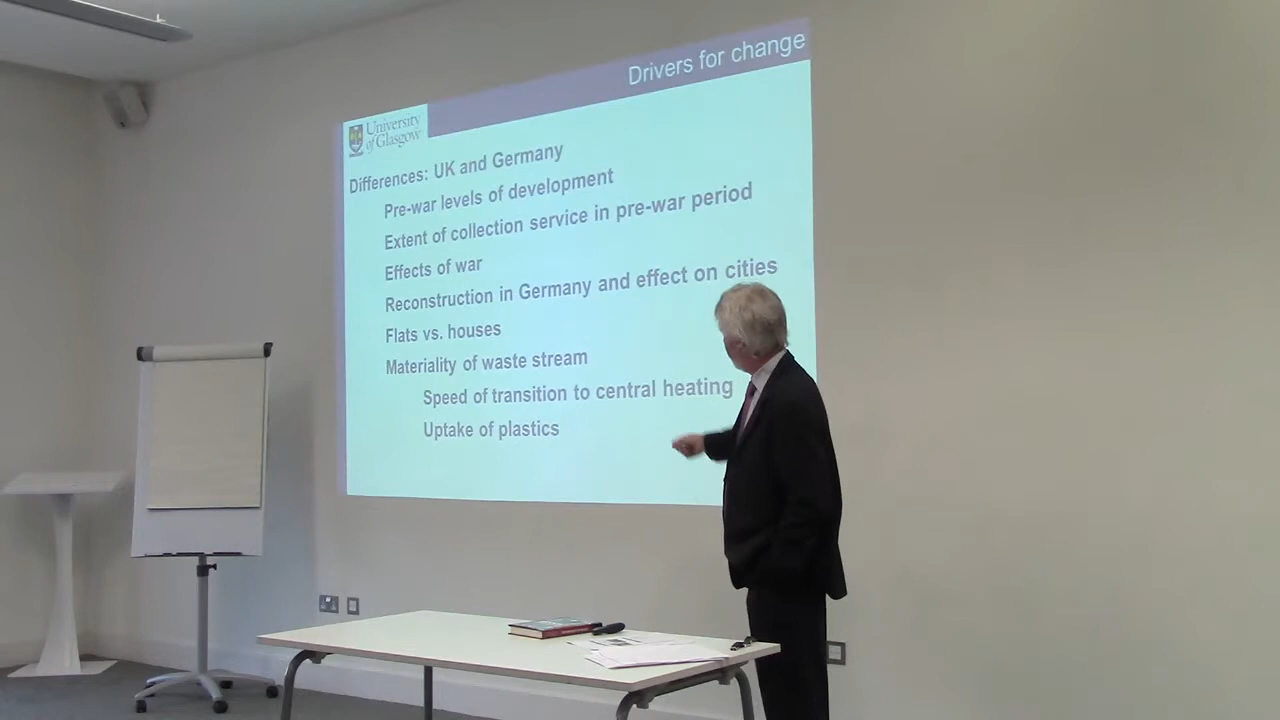 Drivers for change
University
of Glasgow
Differences: UK and Germany
Pre-war levels of development
Extent of collection service in pre-war period
Effects of war
Reconstruction in Germany and effect on cities
Flats vs. houses
Materiality of waste stream
Speed of transition to central heating
Uptake of plastics